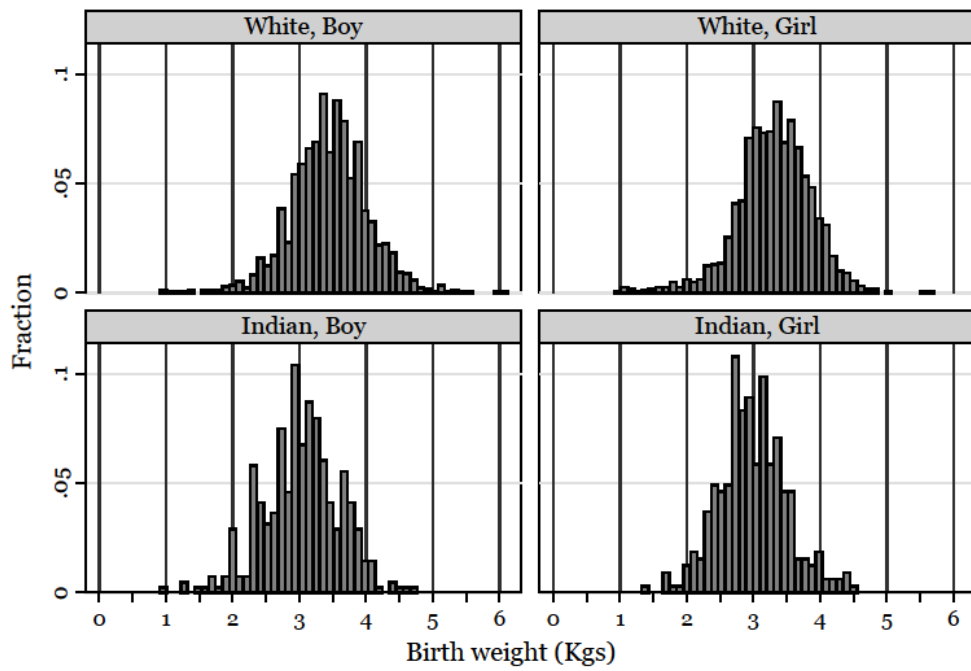 White, Boy
White, Girl
0
.05
.1
Indian, Boy
Indian, Girl
0
.05
.1
0 1 2 3 4 5 6
0 1 2 3 4 5 6
Fraction
Birth weight (Kgs)